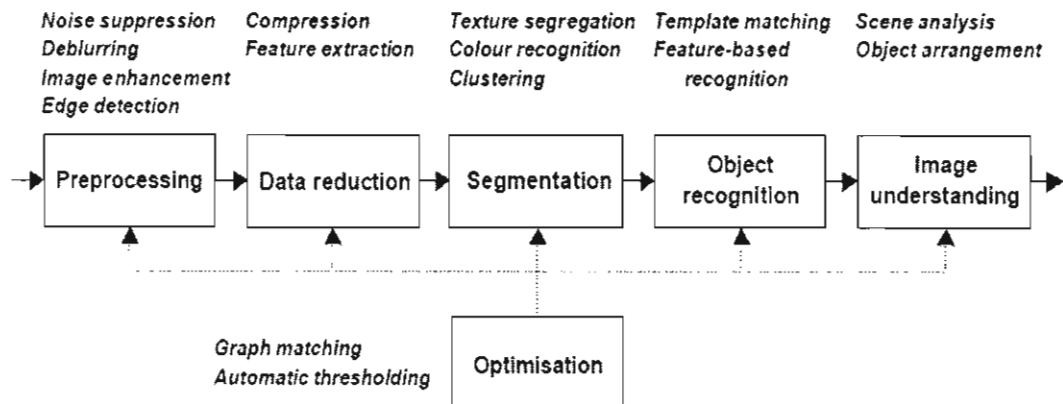 Noise suppression
Deblurring
Image enhancement
Edge detection
Compression
Feature extraction
Texture segregation
Colour recognition
Clustering
Template matching
Feature-based
recognition
Scene analysis
Object arrangement
Preprocessing
Data reduction
Segmentation
Object
recognition
Image
understanding
Graph matching
Automatic thresholding
Optimisation